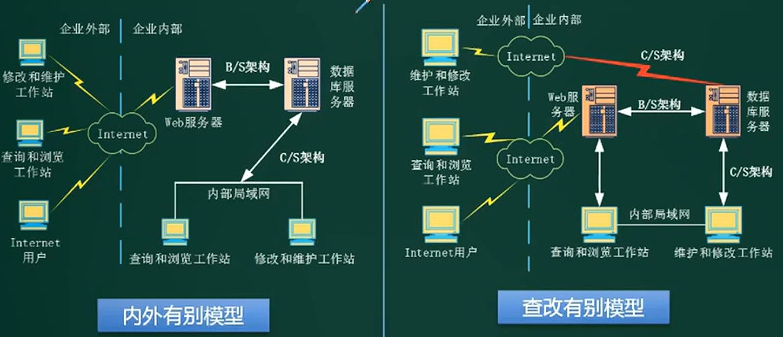 企业外部
企业内部
修改和维护
工作站
查询和浏览
工作站
Internet
用户
Internet
B/S架构
Web服务器
数据
库服
务器
C/S架构
内部局域网
查询和浏览工作站
修改和维护工作站
内外有别模型
企业外部
企业内部
维护和修改
工作站
Internet
C/S架构
Web服
务器
B/S架构
数据
库服
务器
查询和浏览
工作站
Internet
C/S架构
Internet用户
内部局域网
查询和浏览工作站
维护和修改工作站
查改有别模型